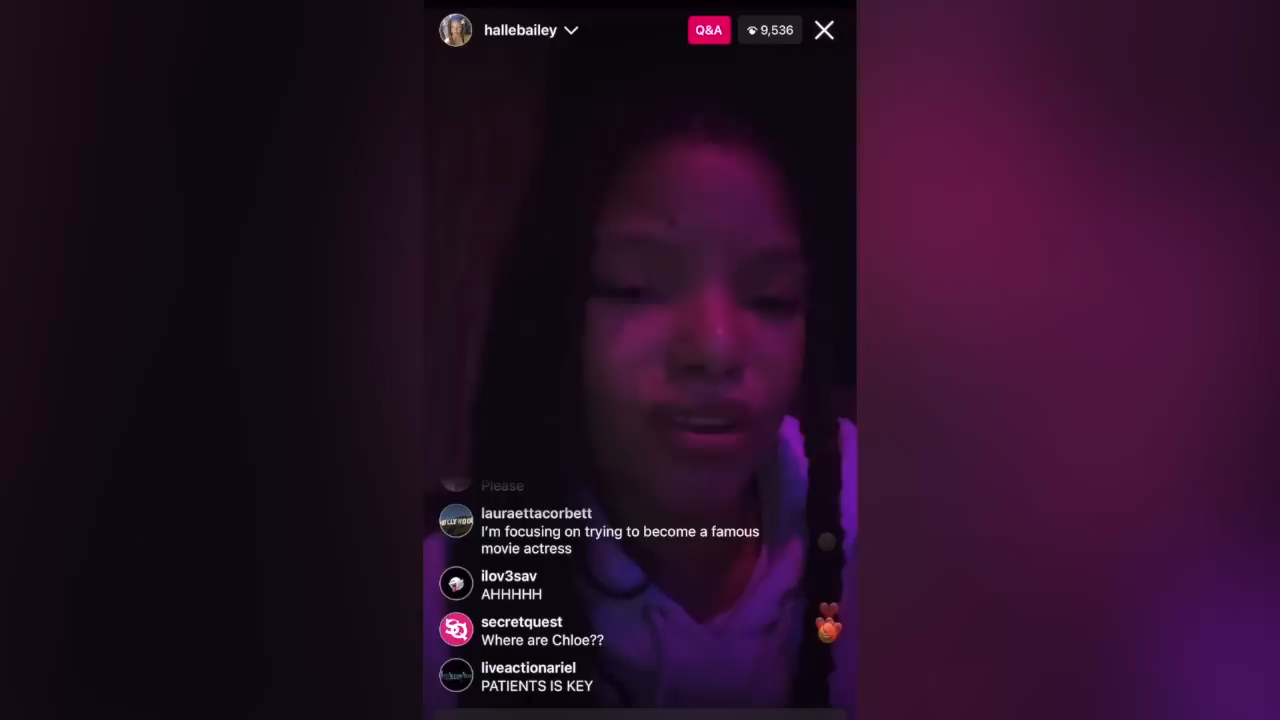 hallebailey
Q&A
9,536
Please
lauraettacorbett
I'm focusing on trying to become a famous
movie actress
ilov3sav
AHHHHH
secretquest
Where are Chloe??
liveactionariel
PATIENTS IS KEY